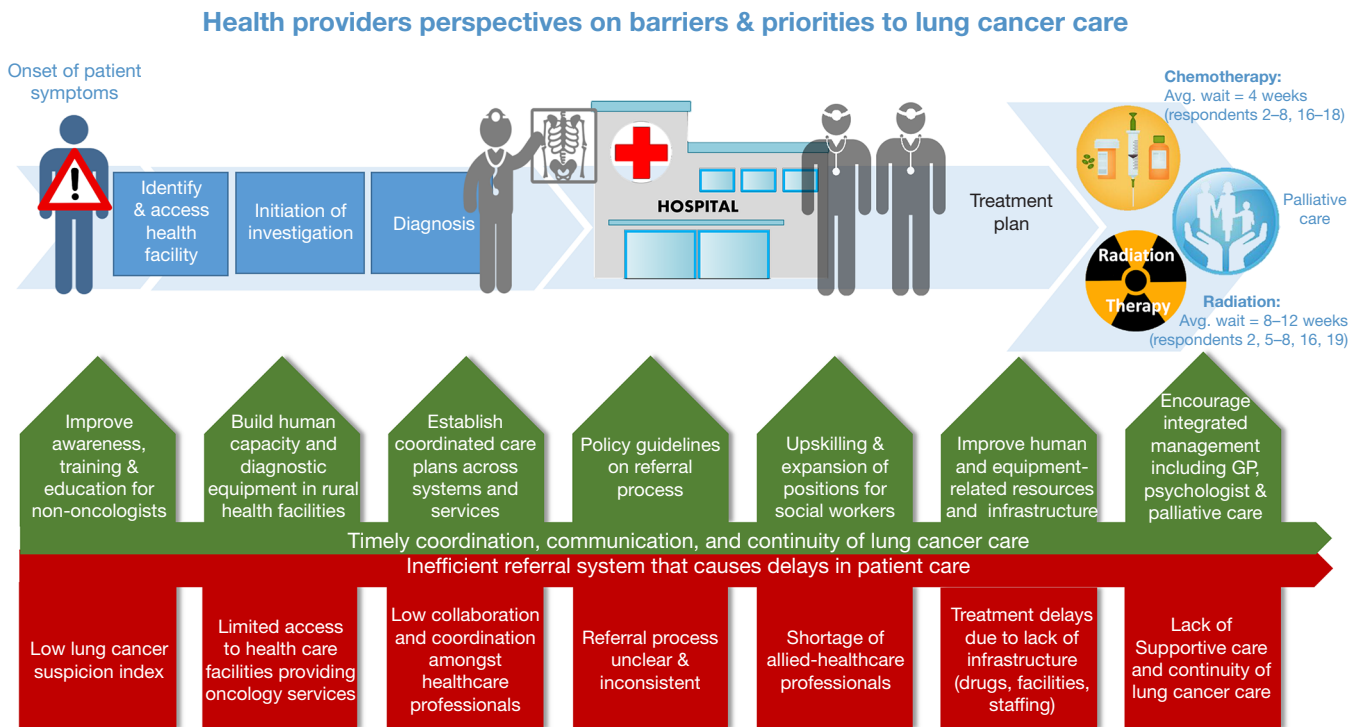 Health providers perspectives on barriers & priorities to lung cancer care
Onset of patient
symptoms
Identify
& access
health
facility
Initiation of
investigation
Diagnosis
HOSPITAL
Treatment
plan
Chemotherapy:
Avg. wait = 4 weeks
(respondents 2–8, 16–18)
Palliative
care
Radiation
Therapy
Radiation:
Avg. wait = 8–12 weeks
(respondents 2, 5–8, 16, 19)
Improve
awareness,
training &
education for
non-oncologists
Build human
capacity and
diagnostic
equipment in rural
health facilities
Establish
coordinated care
plans across
systems and
services
Policy guidelines
on referral
process
Upskilling &
expansion of
positions for
social workers
Improve human
and equipment-
related resources
and infrastructure
Encourage
integrated
management
including GP,
psychologist &
palliative care
Timely coordination, communication, and continuity of lung cancer care
Inefficient referral system that causes delays in patient care
Low lung cancer
suspicion index
Limited access
to health care
facilities providing
oncology services
Low collaboration
and coordination
amongst
healthcare
professionals
Referral process
unclear &
inconsistent
Shortage of
allied-healthcare
professionals
Treatment delays
due to lack of
infrastructure
(drugs, facilities,
staffing)
Lack of
Supportive care
and continuity of
lung cancer care